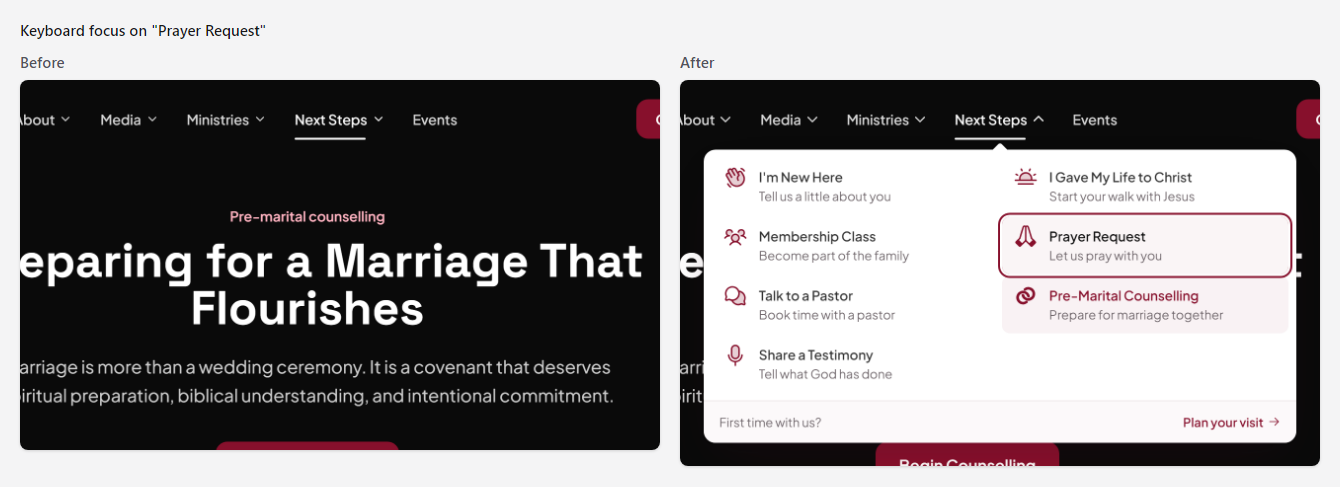 Keyboard focus on "Prayer Request"
Before
About
Media
Ministries
Next Steps
Events
Pre-marital counselling
eparing for a Marriage That
Flourishes
arriage is more than a wedding ceremony. It is a covenant that deserves
iritual preparation, biblical understanding, and intentional commitment.
After
About
Media
Ministries
Next Steps
Events
I'm New Here
Tell us a little about you
Membership Class
Become part of the family
Talk to a Pastor
Book time with a pastor
Share a Testimony
Tell what God has done
I Gave My Life to Christ
Start your walk with Jesus
Prayer Request
Let us pray with you
Pre-Marital Counselling
Prepare for marriage together
First time with us?
Plan your visit →
Begin Counselling